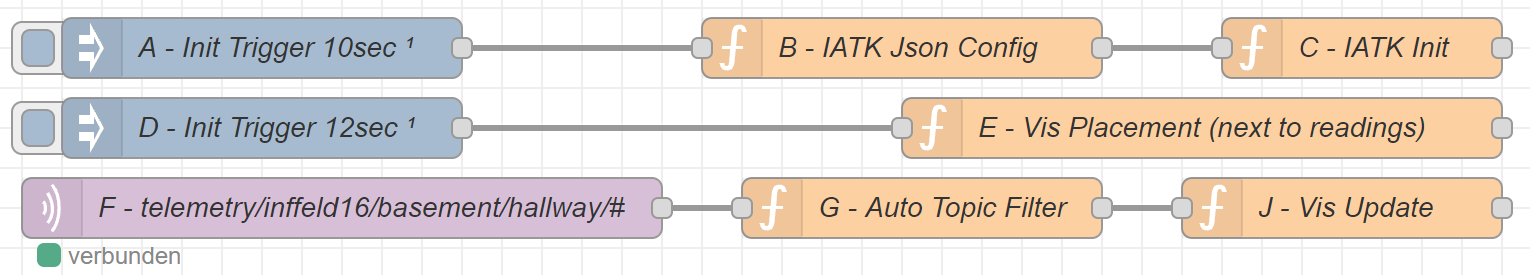 A - Init Trigger 10sec ¹ B - IATK Json Config C - IATK Init
D - Init Trigger 12sec ¹ E - Vis Placement (next to readings)
F - telemetry/inffeld16/basement/hallway/# G - Auto Topic Filter J - Vis Update
verbunden